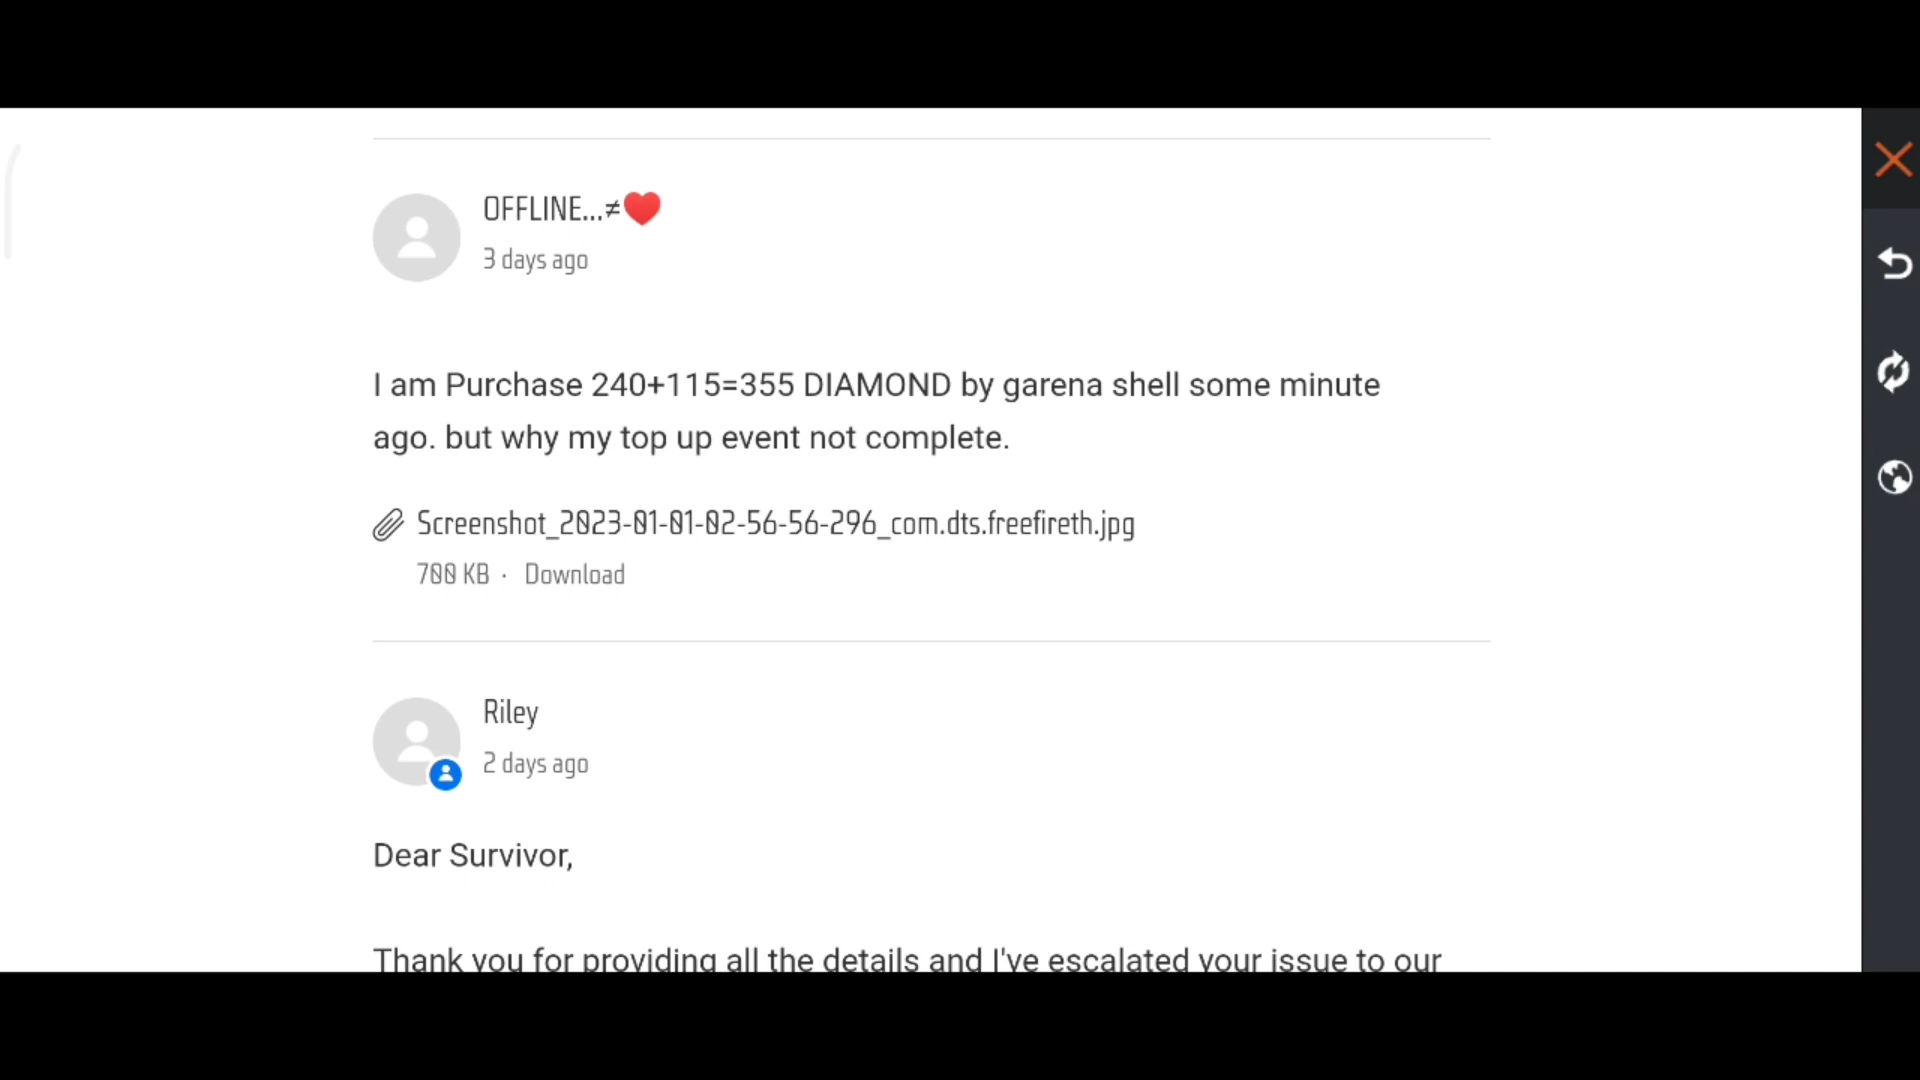 OFFLINE...≠❤️
3 days ago
I am Purchase 240+115=355 DIAMOND by garena shell some minute
ago. but why my top up event not complete.
Screenshot_2023-01-01-02-56-56-296_com.dts.freefireth.jpg
700 KB · Download
Riley
2 days ago
Dear Survivor,
Thank you for providing all the details and I've escalated your issue to our